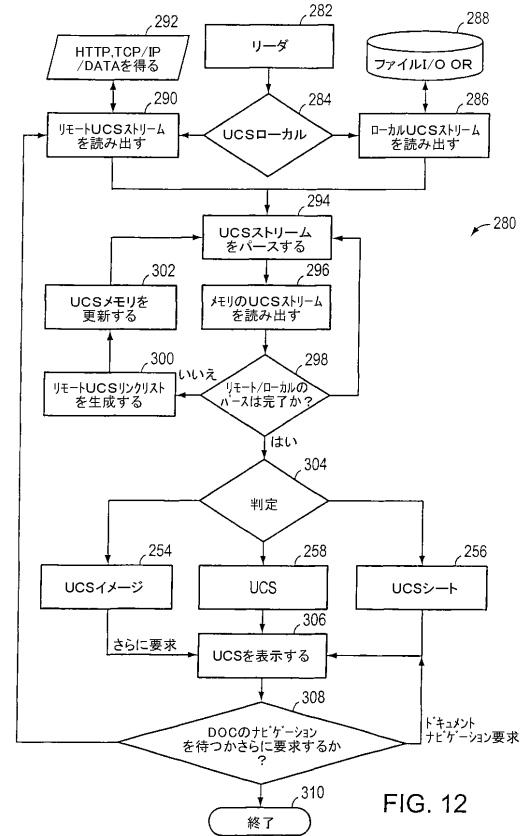 292
282
288
HTTP,TCP/IP
/DATAを得る
リーダ
ファイルI/O OR
290
284
286
リモートUCSストリーム
を読み出す
UCSローカル
ローカルUCSストリーム
を読み出す
294
UCSストリーム
をパースする
280
302
296
UCSメモリを
更新する
メモリのUCSストリーム
を読み出す
300
298
いいえ
リモートUCSリンクリスト
を生成する
リモート/ローカルの
パースは完了か?
はい
304
判定
254
258
256
UCSイメージ
UCS
UCSシート
306
さらに要求
UCSを表示する
308
DOCのナビゲーション
を待つかさらに要求するか
?
ドキュメント
ナビゲーション要求
310
終了
FIG. 12